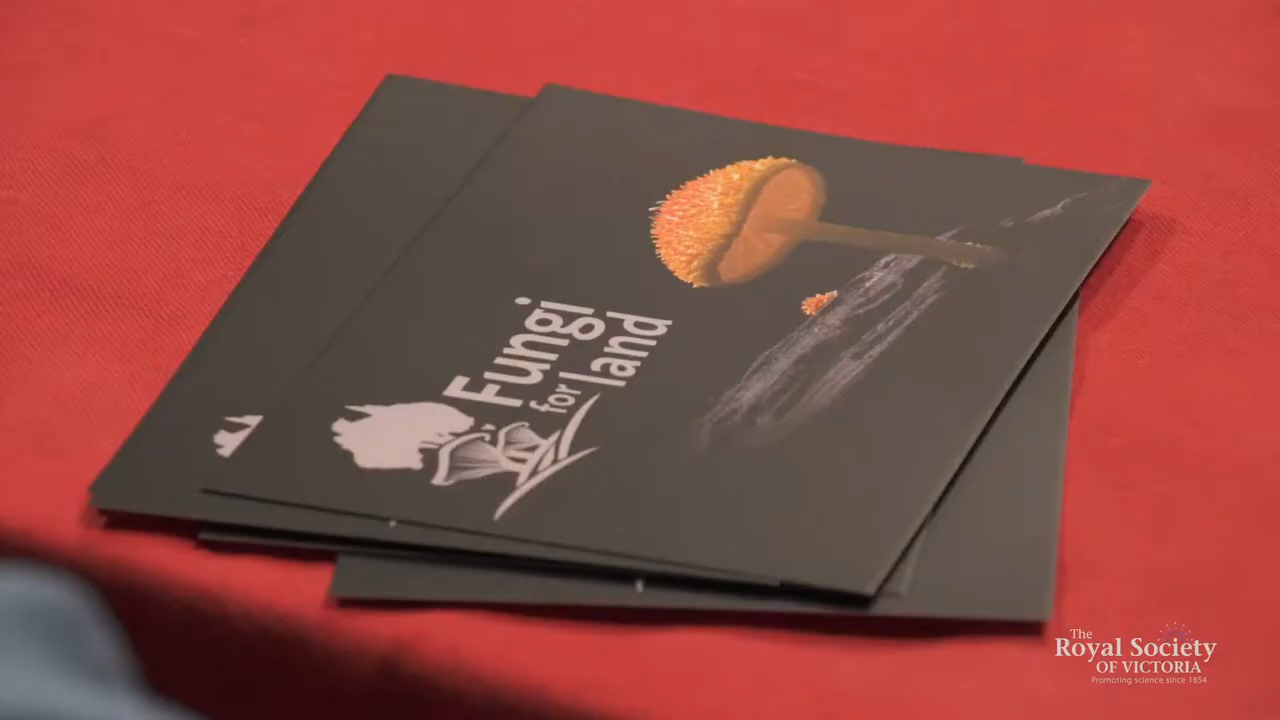 Fungi
for land
The
Royal Society
OF VICTORIA
Promoting science since 1854